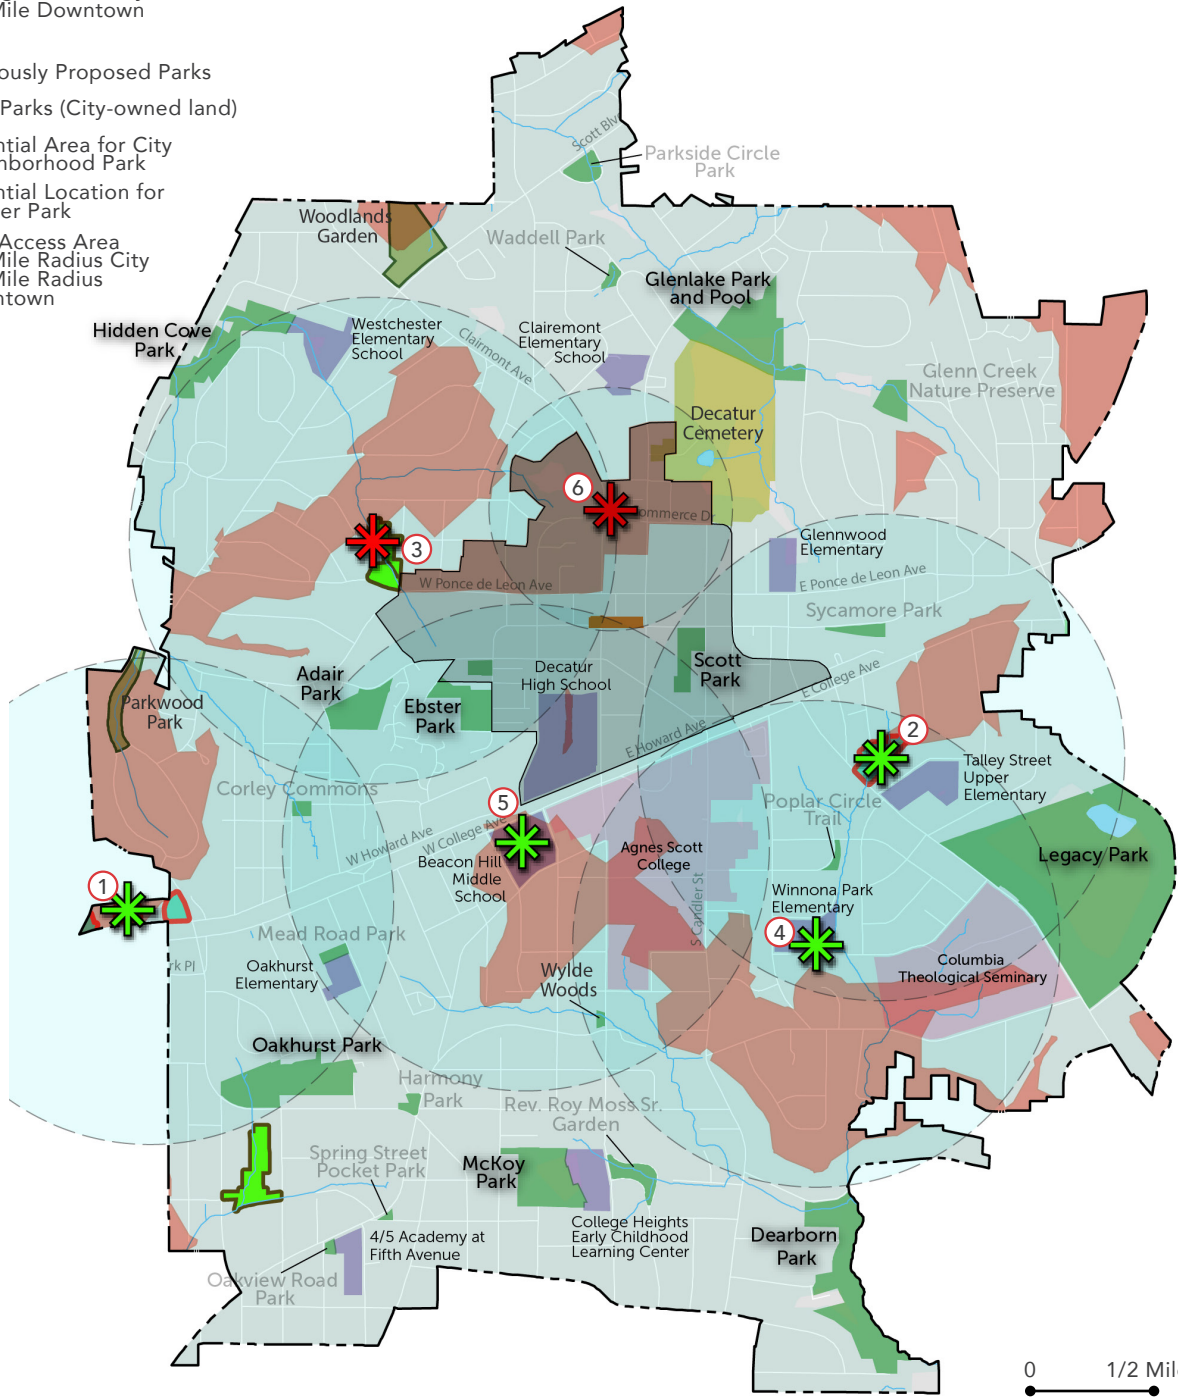 Mile Downtown
ously Proposed Parks
Parks (City-owned land)
ntial Area for City
hborhood Park
ntial Location for
er Park
Access Area
Mile Radius City
Mile Radius
ntown
Scott Blv
Parkside Circle
Park
Woodlands
Garden
Waddell Park
Glenlake Park
and Pool
Hidden Cove
Park
Westchester
Elementary
School
Clairmont Ave
Clairemont
Elementary
School
Glenn Creek
Nature Preserve
Decatur
Cemetery
6
ommerce Dr
3
Glennwood
Elementary
W Ponce de Leon Ave
E Ponce de Leon Ave
Sycamore Park
Adair
Park
Decatur
High School
Scott
Park
E College Ave
Ebster
Park
Parkwood
Park
E Howard Ave
2
Talley Street
Upper
Elementary
Corley Commons
Poplar Circle
Trail
5
W Howard Ave
W College Ave
Beacon Hill
Middle
School
Agnes Scott
College
Legacy Park
1
S Candler St
Winnona Park
Elementary
4
Mead Road Park
rk Pl
Oakhurst
Elementary
Wylde
Woods
Columbia
Theological Seminary
Oakhurst Park
Harmony
Park
Rev. Roy Moss Sr.
Garden
Spring Street
Pocket Park
McKoy
Park
4/5 Academy at
Fifth Avenue
College Heights
Early Childhood
Learning Center
Dearborn
Park
Oakview Road
Park
0 1/2 Mil